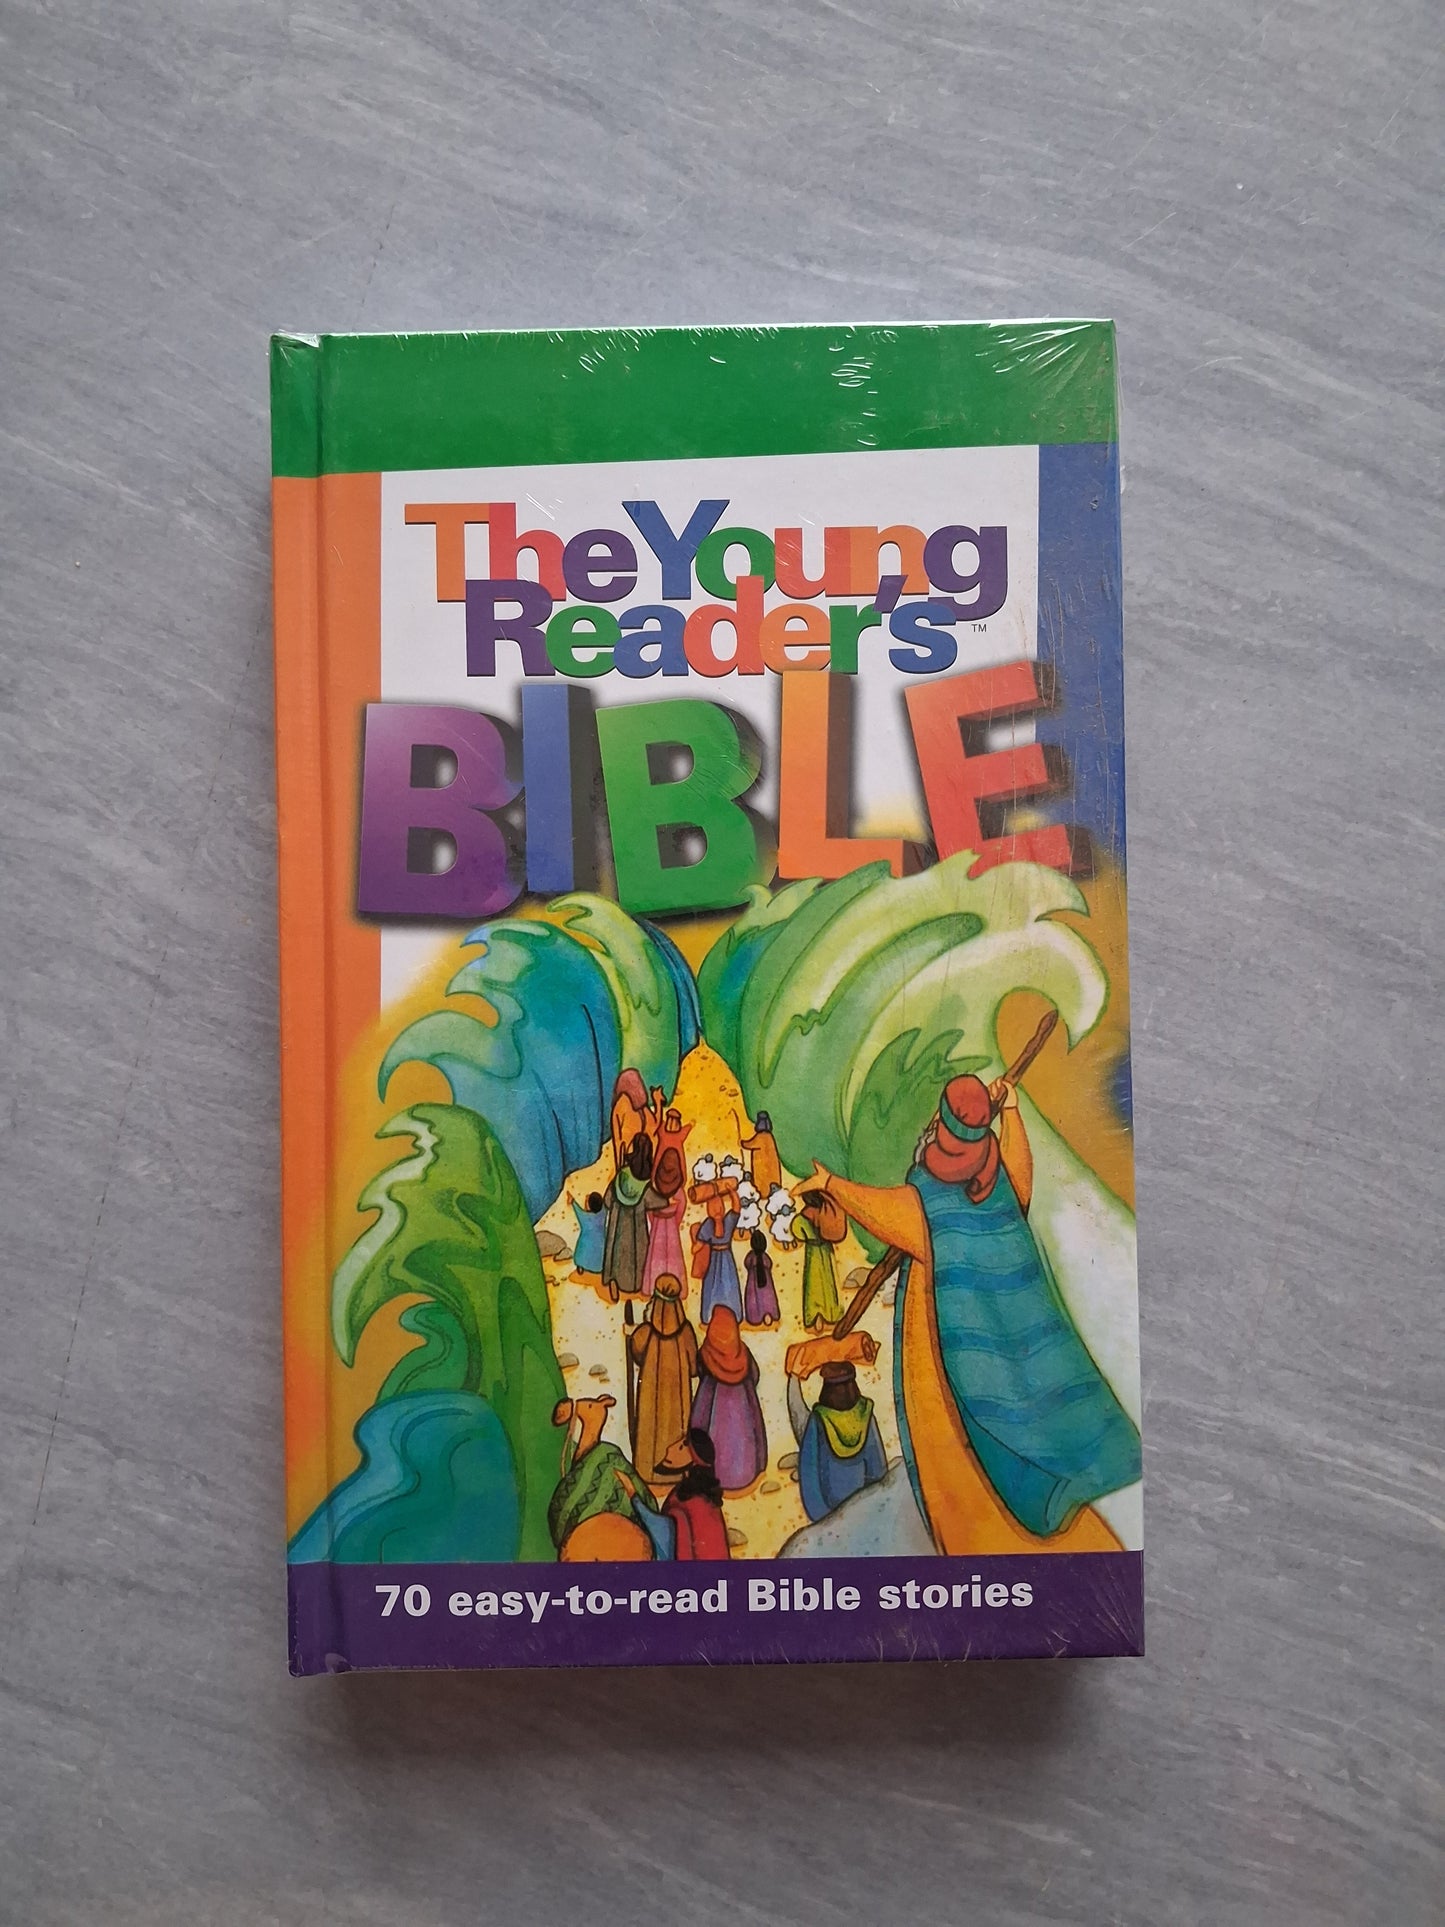 The Young
Reader's™
BIBLE
70 easy-to-read Bible stories